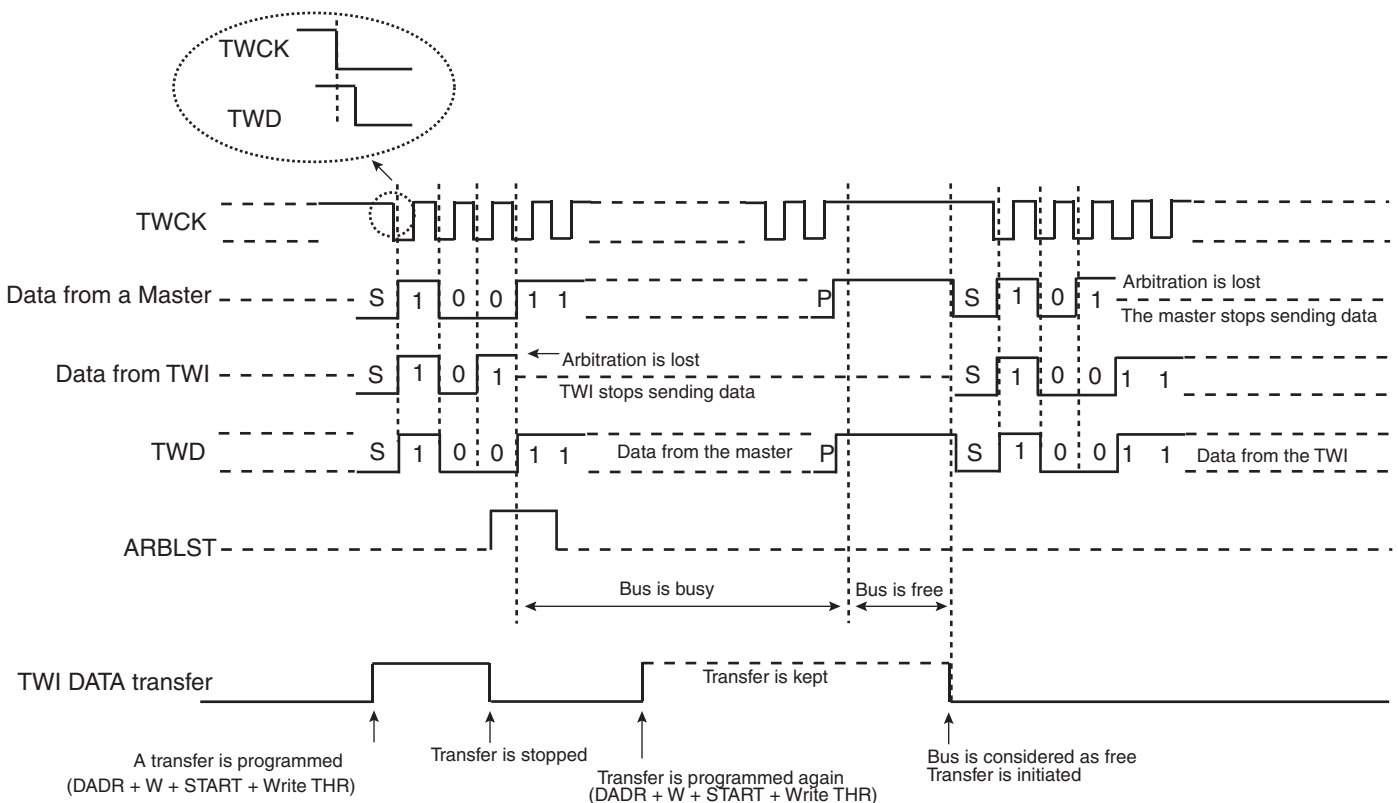 TWCK
TWD
TWCK
Data from a Master S 1 0 0 1 1 P S 1 0 1 Arbitration is lost
The master stops sending data
Data from TWI S 1 0 1 Arbitration is lost
TWI stops sending data
S 1 0 0 1 1
TWD S 1 0 0 1 1 Data from the master P S 1 0 0 1 1 Data from the TWI
ARBLST
Bus is busy Bus is free
TWI DATA transfer Transfer is kept
A transfer is programmed
(DADR + W + START + Write THR)
Transfer is stopped
Transfer is programmed again
(DADR + W + START + Write THR)
Bus is considered as free
Transfer is initiated